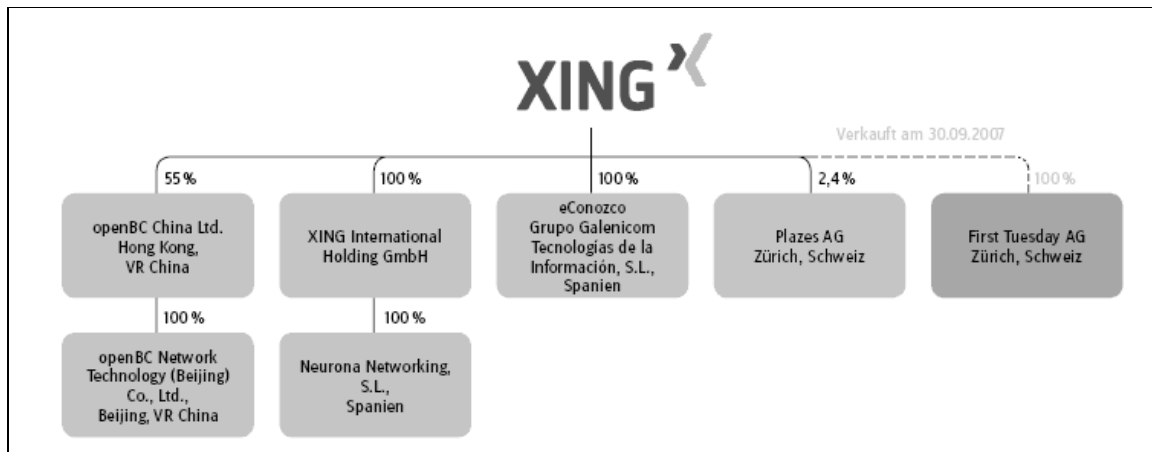 XING
Verkauft am 30.09.2007
55 %
100 %
100 %
2,4 %
100 %
openBC China Ltd.
Hong Kong,
VR China
XING International
Holding GmbH
eConozco
Grupo Galenicom
Tecnologías de la
Información, S.L.,
Spanien
Plazes AG
Zürich, Schweiz
First Tuesday AG
Zürich, Schweiz
100 %
100 %
openBC Network
Technology (Beijing)
Co., Ltd.,
Beijing, VR China
Neurona Networking,
S.L.,
Spanien